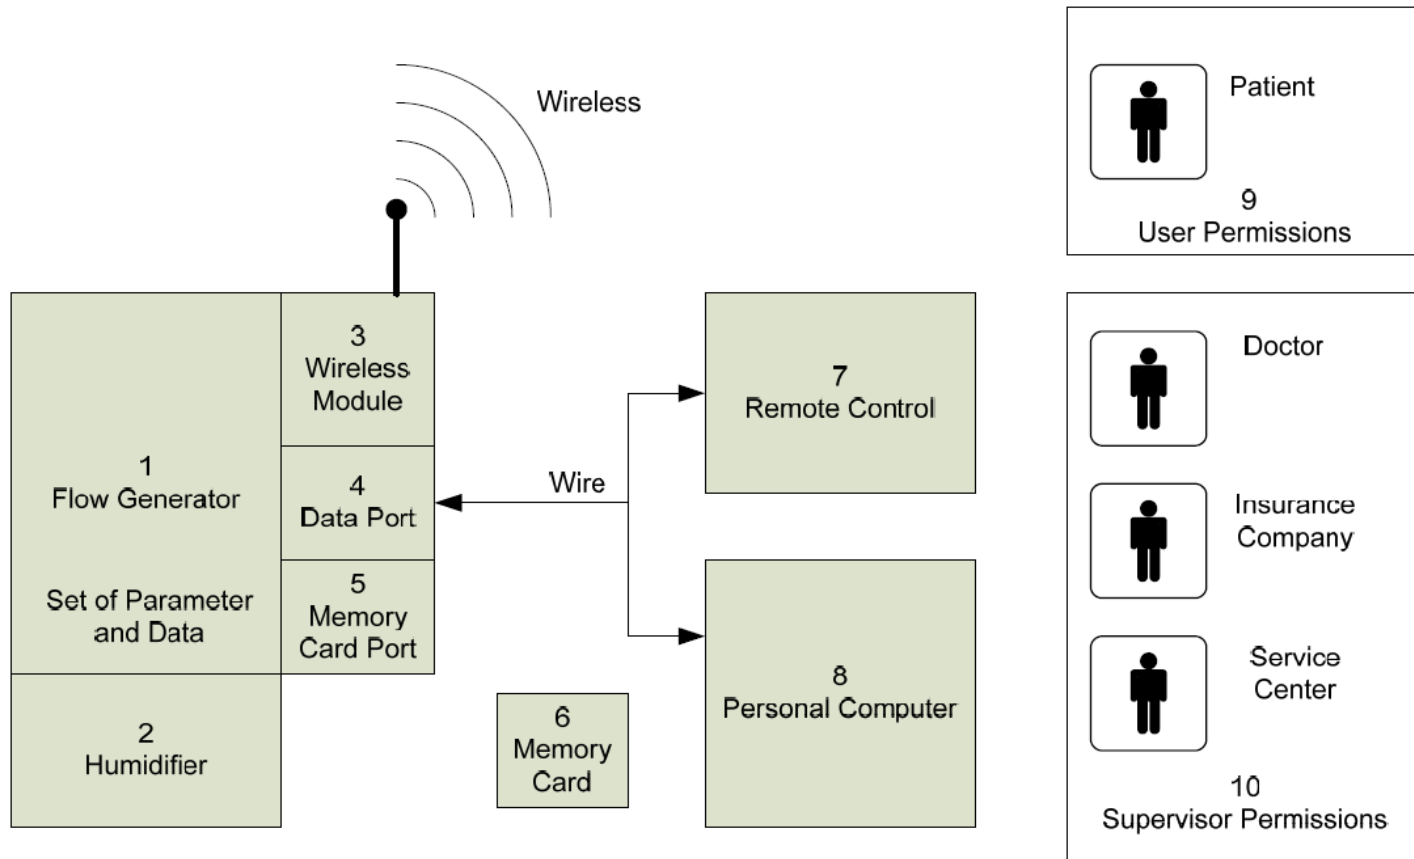 Wireless
Patient
9
User Permissions
3
Wireless
Module
1
Flow Generator
Set of Parameter
and Data
4
Data Port
5
Memory
Card Port
2
Humidifier
Wire
6
Memory
Card
7
Remote Control
8
Personal Computer
Doctor
Insurance
Company
Service
Center
10
Supervisor Permissions